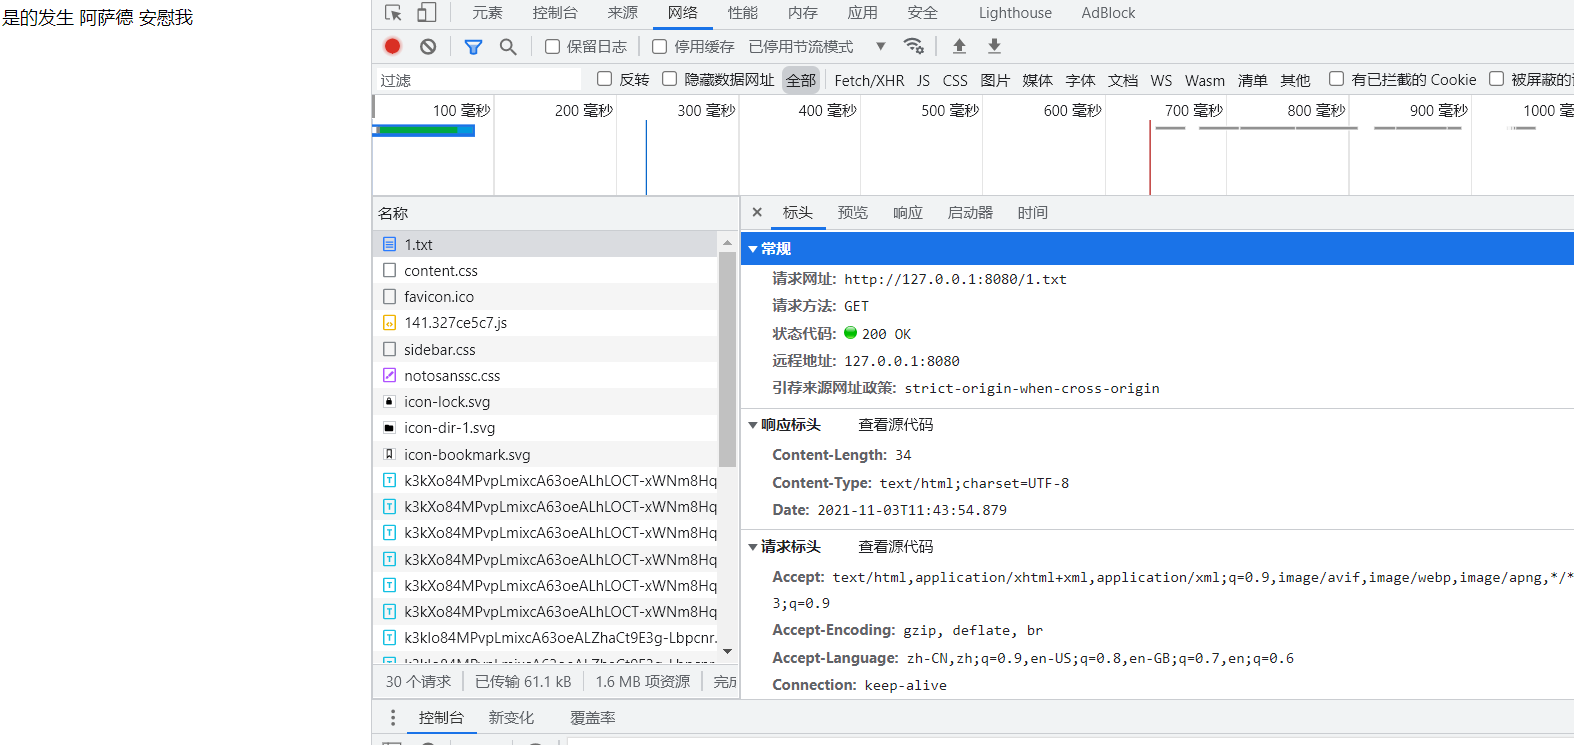 是的发生 阿萨德 安慰我
元素 控制台 来源 网络 性能 内存 应用 安全 Lighthouse AdBlock
保留日志 停用缓存 已停用节流模式
过滤 反转 隐藏数据网址 全部 Fetch/XHR JS CSS 图片 媒体 字体 文档 WS Wasm 清单 其他 有已拦截的 Cookie 被屏蔽的
100 毫秒 200 毫秒 300 毫秒 400 毫秒 500 毫秒 600 毫秒 700 毫秒 800 毫秒 900 毫秒 1000 毫
名称
1.txt
content.css
favicon.ico
141.327ce5c7.js
sidebar.css
notosanssc.css
icon-lock.svg
icon-dir-1.svg
icon-bookmark.svg
k3kXo84MPvpLmixcA63oeALhLOCT-xWNm8Hq
k3kXo84MPvpLmixcA63oeALhLOCT-xWNm8Hq
k3kXo84MPvpLmixcA63oeALhLOCT-xWNm8Hq
k3kXo84MPvpLmixcA63oeALhLOCT-xWNm8Hq
k3kXo84MPvpLmixcA63oeALhLOCT-xWNm8Hq
k3kXo84MPvpLmixcA63oeALhLOCT-xWNm8Hq
k3kIo84MPvpLmixcA63oeALZhaCt9E3g-Lbpcnr.
30 个请求 已传输 61.1 kB 1.6 MB 项资源
× 标头 预览 响应 启动器 时间
常规
请求网址: http://127.0.0.1:8080/1.txt
请求方法: GET
状态代码: 200 OK
远程地址: 127.0.0.1:8080
引荐来源网址政策: strict-origin-when-cross-origin
响应标头 查看源代码
Content-Length: 34
Content-Type: text/html;charset=UTF-8
Date: 2021-11-03T11:43:54.879
请求标头 查看源代码
Accept: text/html,application/xhtml+xml,application/xml;q=0.9,image/avif,image/webp,image/apng,*/*
3;q=0.9
Accept-Encoding: gzip, deflate, br
Accept-Language: zh-CN,zh;q=0.9,en-US;q=0.8,en-GB;q=0.7,en;q=0.6
Connection: keep-alive
控制台 新变化 覆盖率